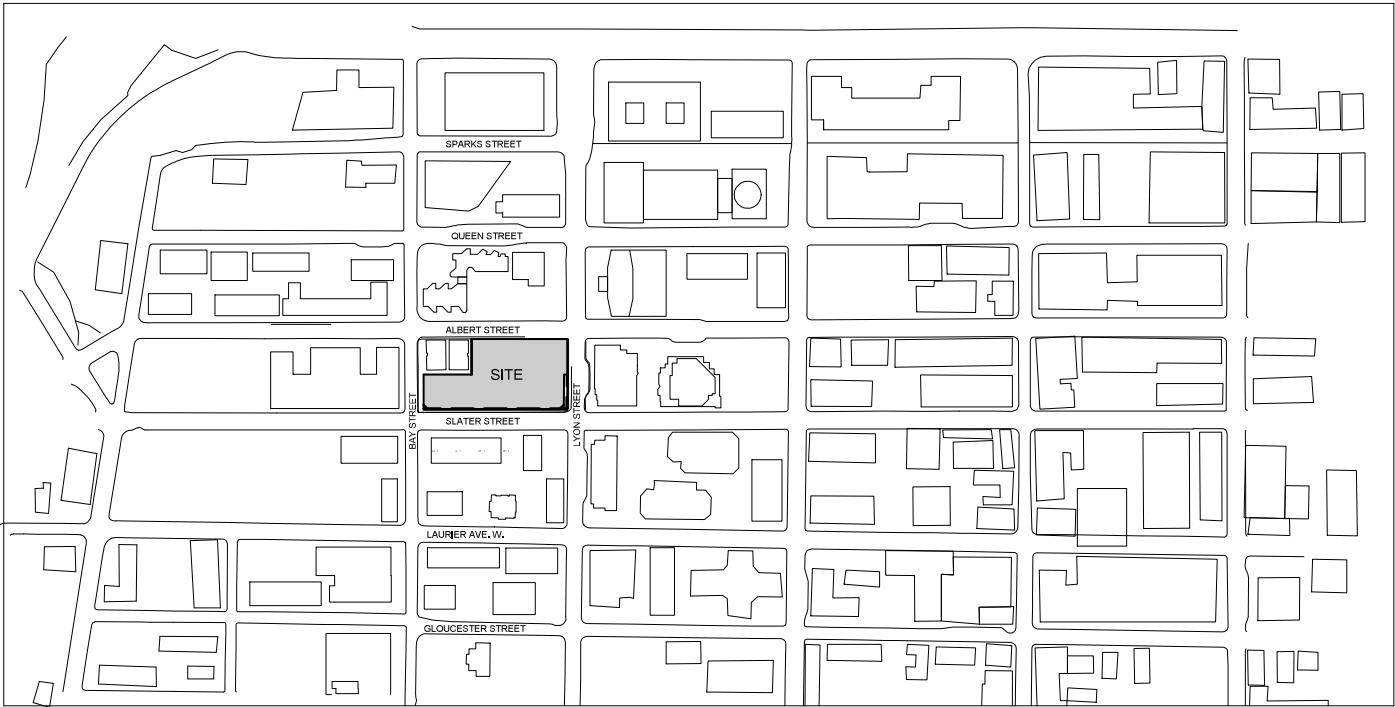 SPARKS STREET
QUEEN STREET
ALBERT STREET
SITE
BAY STREET
LYON STREET
SLATER STREET
LAURIER AVE. W.
GLOUCESTER STREET